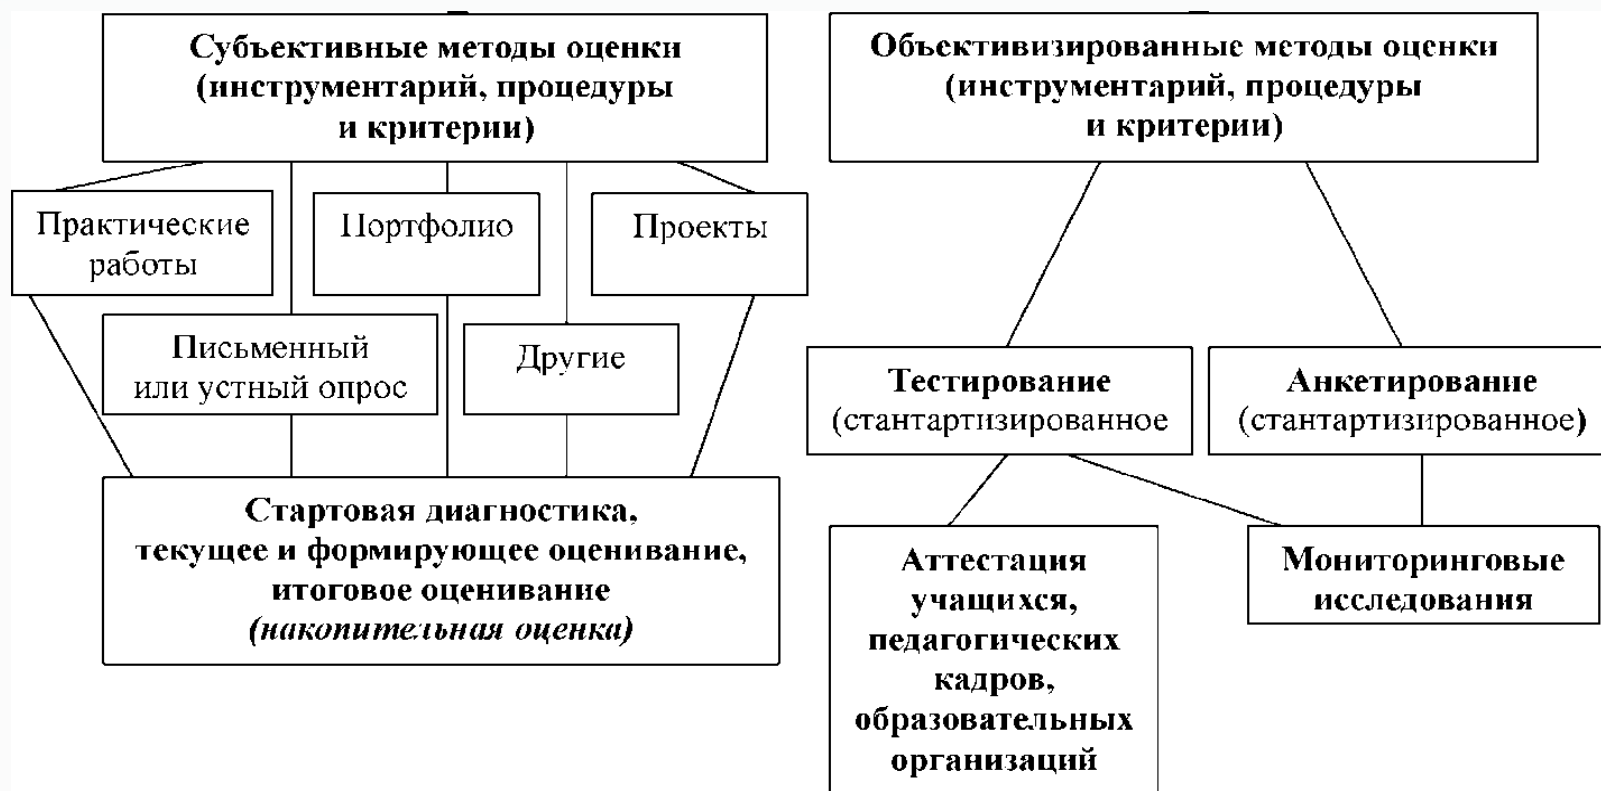 Субъективные методы оценки
(инструментарий, процедуры
и критерии)
Объективизированные методы оценки
(инструментарий, процедуры
и критерии)
Практические
работы
Портфолио
Проекты
Письменный
или устный опрос
Другие
Тестирование
(стантартизированное
Анкетирование
(стантартизированное)
Стартовая диагностика,
текущее и формирующее оценивание,
итоговое оценивание
(накопительная оценка)
Аттестация
учащихся,
педагогических
кадров,
образовательных
организаций
Мониторинговые
исследования